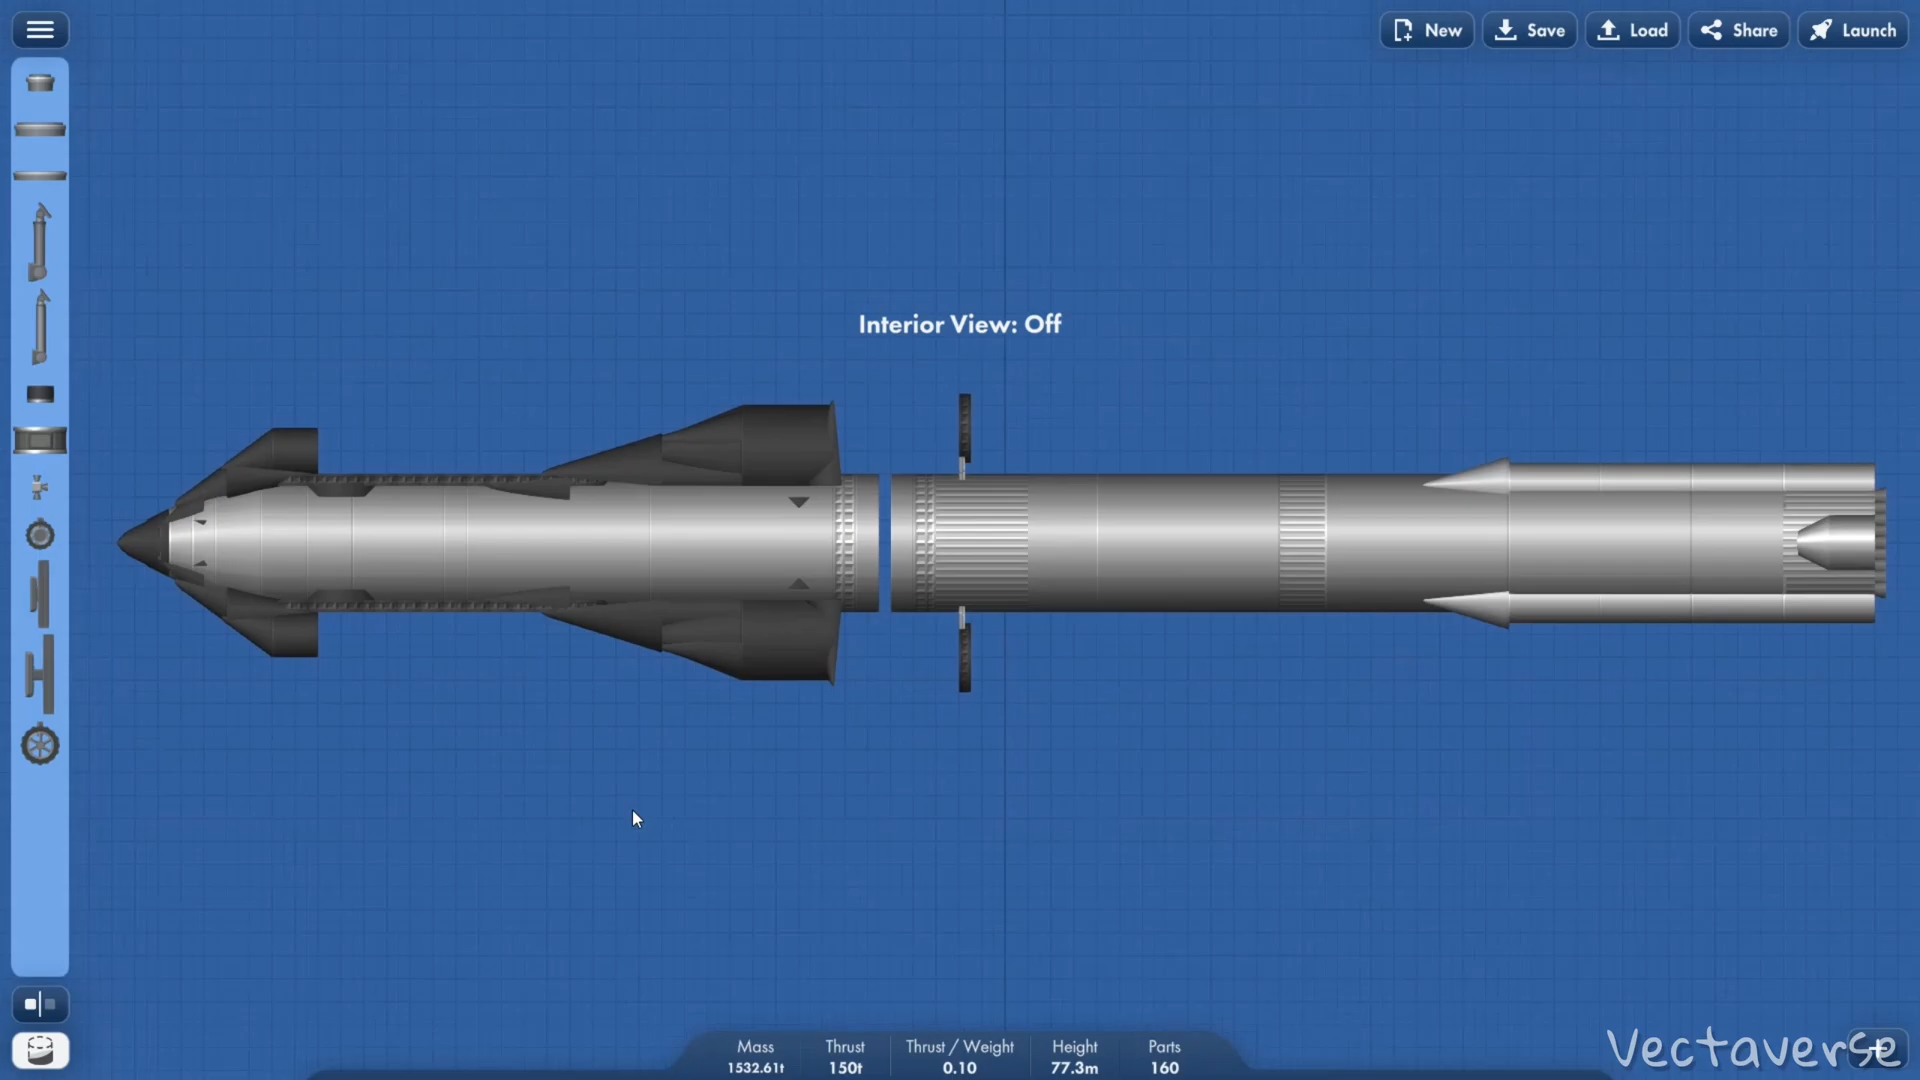 New
Save
Load
Share
Launch
Interior View: Off
Mass
Thrust
Thrust / Weight
Height
Parts
1532.61t
150t
0.10
77.3m
160
Vectaverse